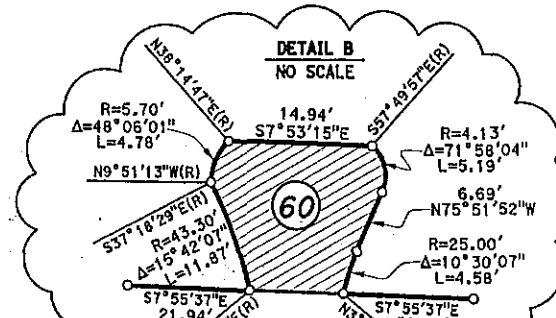 DETAIL B
NO SCALE
N38°14'47"E(R)
S57°49'57"E(R)
R=5.70'
Δ=48°06'01"
L=4.78'
14.94'
S7°53'15"E
R=4.13'
Δ=71°58'04"
L=5.19'
N9°51'13"W(R)
S37°18'29"E(R)
60
6.69'
N75°51'52"W
R=43.30'
Δ=15°42'07"
L=11.87'
R=25.00'
Δ=10°30'07"
L=4.58'
S7°55'37"E
21.94'
S7°55'37"E